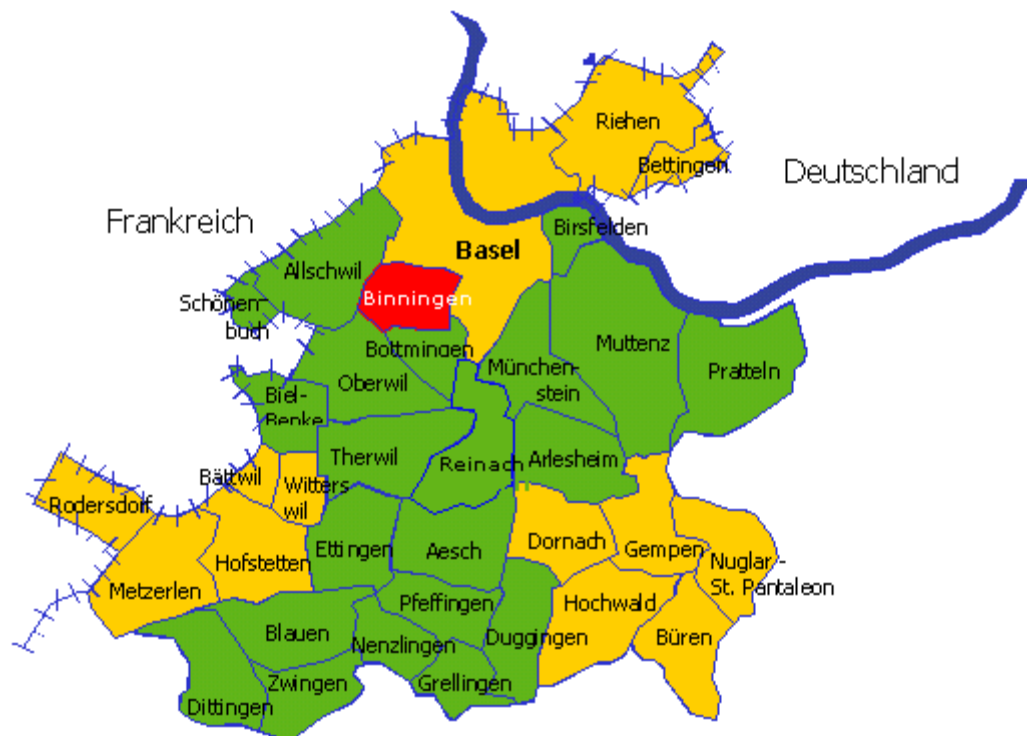 Riehen
Bettingen
Deutschland
Frankreich
Birsfelden
Basel
Allschwil
Schönen-
buch
Binningen
Bottmingen
Muttenz
München-
stein
Pratteln
Oberwil
Biel-
Benke
Therwil
Reinach
Arlesheim
Bättwil
Witters
wil
Rodersdorf
Ettingen
Aesch
Dornach
Gempen
Nuglar -
St. Pantaleon
Hofstetten
Metzerlen
Pfeffingen
Hochwald
Blauen
Nenzlingen
Duggingen
Büren
Zwingen
Grellingen
Dittingen